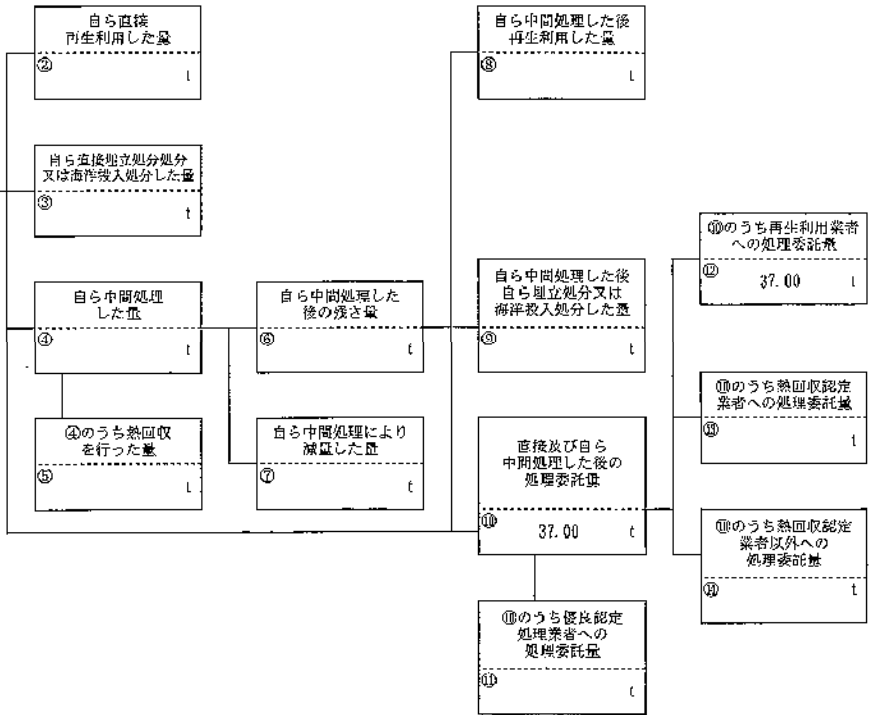 自ら直接
再生利用した量
②
t
自ら中間処理した後
再生利用した量
⑧
t
自ら直接埋立処分処分
又は海洋投入処分した量
③
t
⑩のうち再生利用業者
への処理委託量
⑫
37.00 t
自ら中間処理
した量
④
t
自ら中間処理した
後の残さ量
⑥
t
自ら中間処理した後
自ら埋立処分又は
海洋投入処分した量
⑨
t
⑩のうち熱回収認定
業者への処理委託量
⑬
t
④のうち熱回収
を行った量
⑤
t
自ら中間処理により
減量した量
⑦
t
直接及び自ら
中間処理した後の
処理委託量
⑩
37.00 t
⑩のうち熱回収認定
業者以外への
処理委託量
⑭
t
⑩のうち優良認定
処理業者への
処理委託量
⑪
t